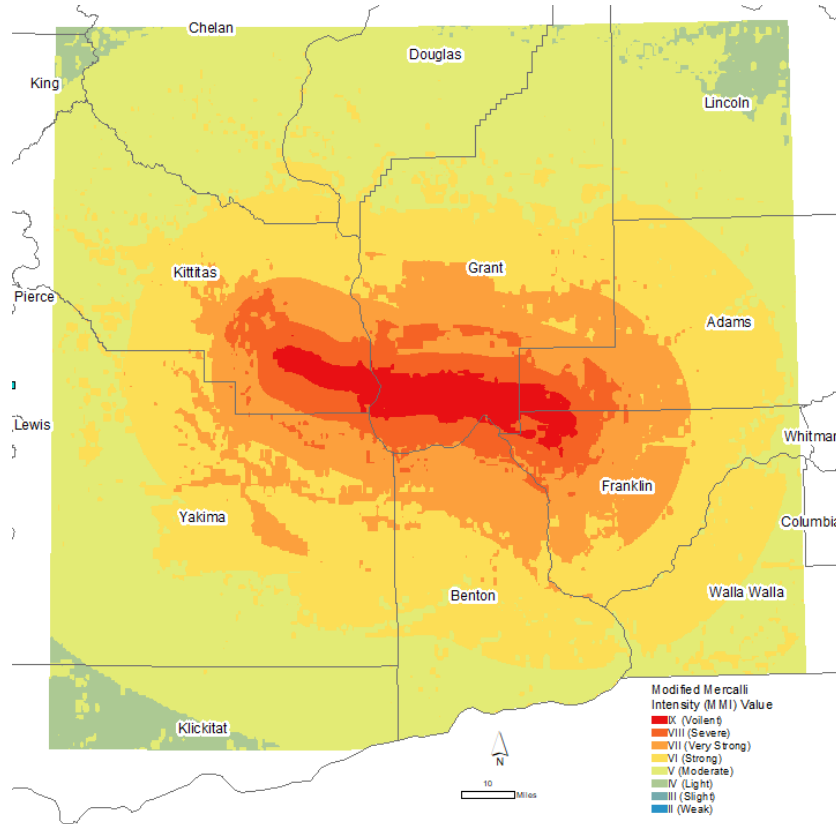 Chelan
Douglas
King
Lincoln
Kittitas
Grant
Pierce
Adams
Lewis
Whitman
Franklin
Yakima
Columbia
Benton
Walla Walla
Klickitat
Modified Mercalli
Intensity (MMI) Value
IX (Voilent)
VIII (Severe)
VII (Very Strong)
VI (Strong)
V (Moderate)
IV (Light)
III (Slight)
II (Weak)
N
10
Miles